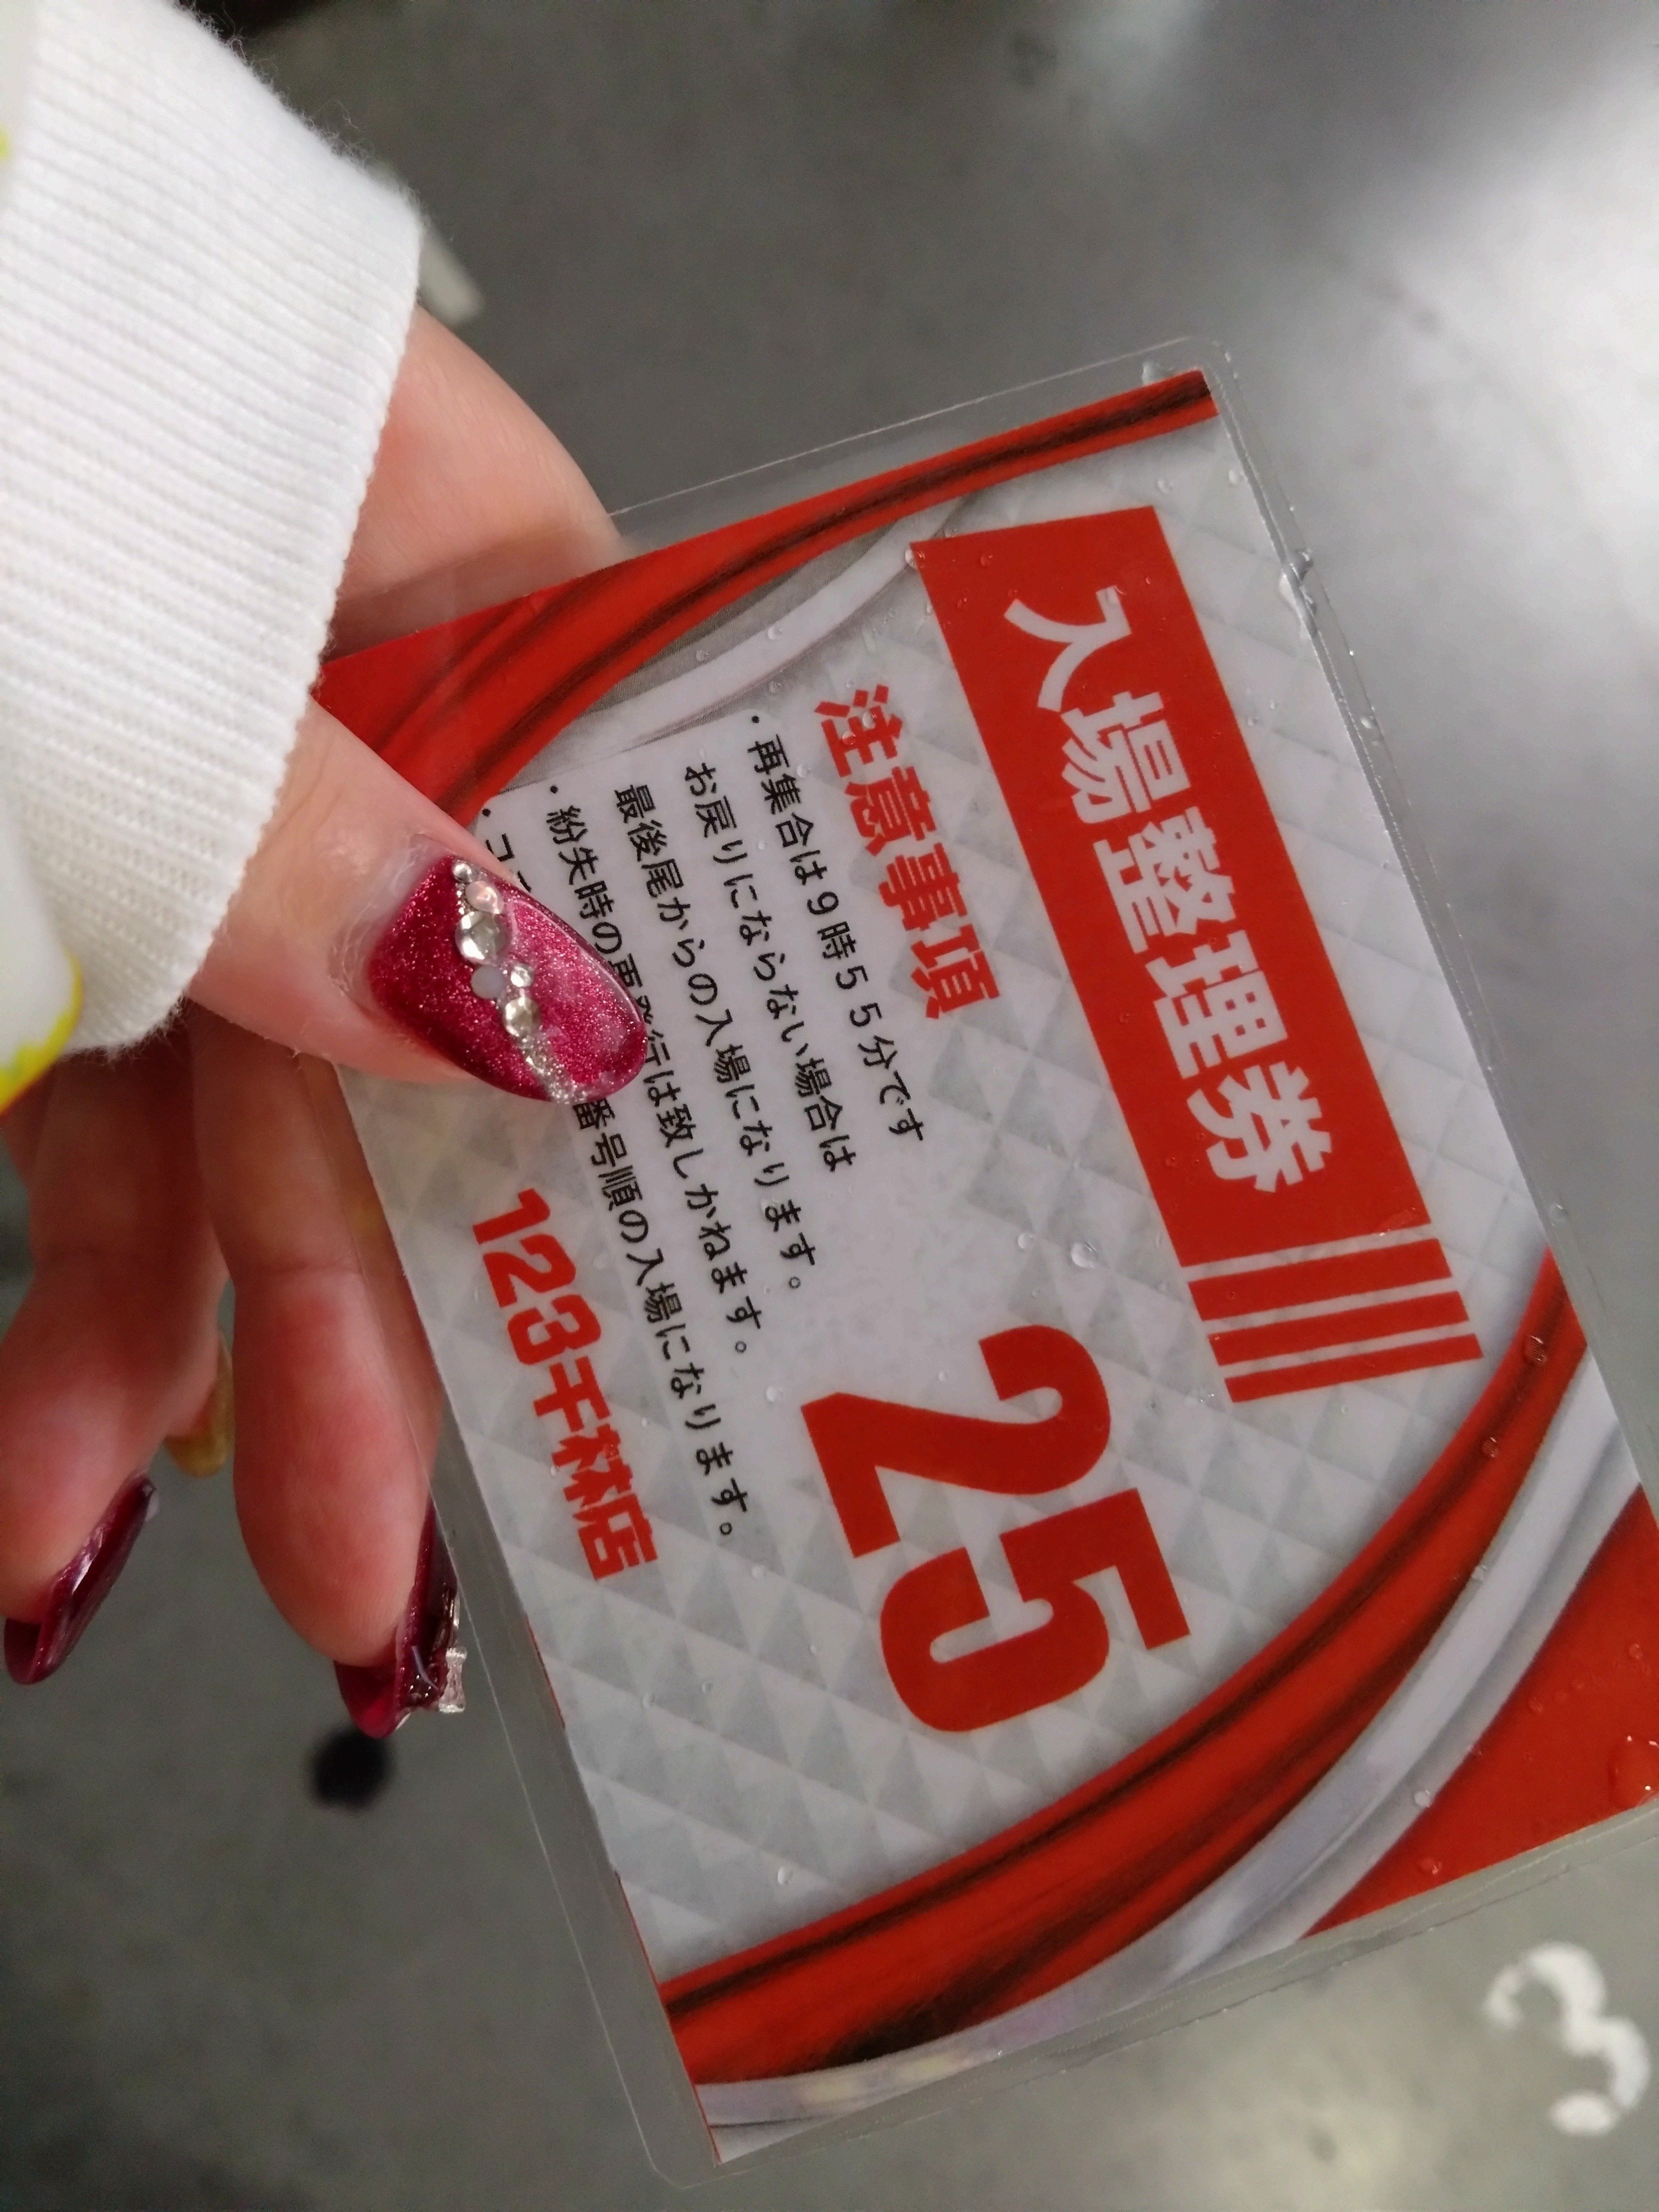 入場整理券
注意事項
・再集合は9時55分です
お戻りにならない場合は
最後尾からの入場になります。
・紛失時の再発行は致しかねます。
番号順の入場になります。
25
123千林店
3